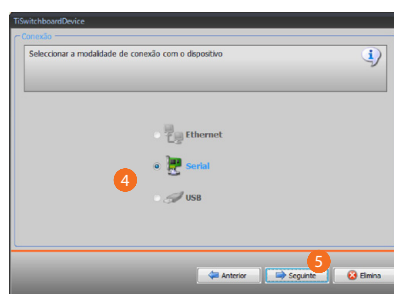 TiSwitchboardDevice
Conexão
Seleccionar a modalidade de conexão com o dispositivo
Ethernet
4
Serial
USB
5
Anterior
Seguinte
Elimina